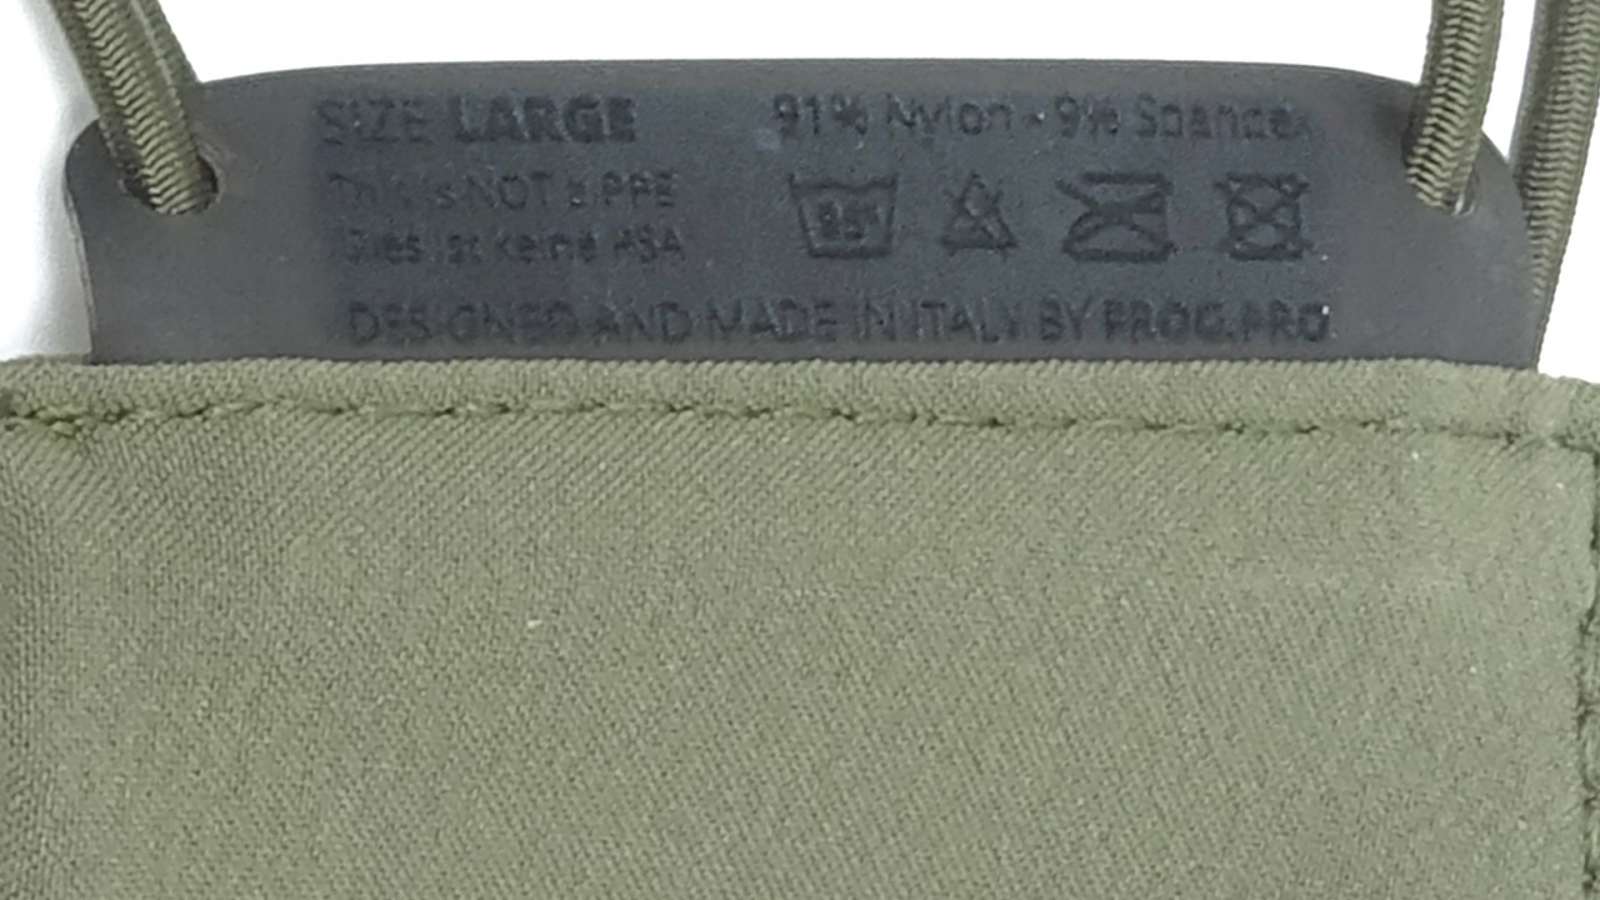 SIZE LARGE
91% Nylon - 9% Spandex
This is NOT a PPE
Dies ist keine PSA
95°
DESIGNED AND MADE IN ITALY BY PROG.PRO